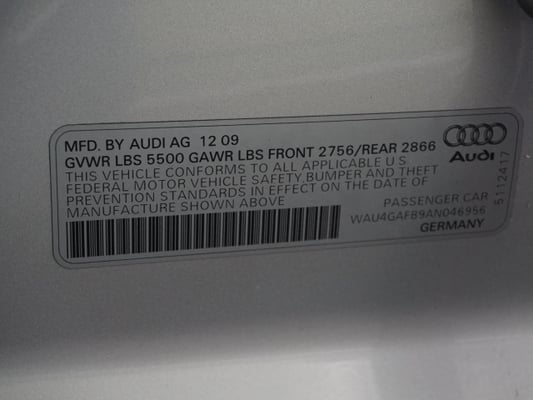 MFD. BY AUDI AG 12 09
GVWR LBS 5500 GAWR LBS FRONT 2756/REAR 2866
THIS VEHICLE CONFORMS TO ALL APPLICABLE U.S.
FEDERAL MOTOR VEHICLE SAFETY,BUMPER AND THEFT
PREVENTION STANDARDS IN EFFECT ON THE DATE OF
MANUFACTURE SHOWN ABOVE
Audi
PASSENGER CAR
WAU4GAFB9AN046956
GERMANY
5112417